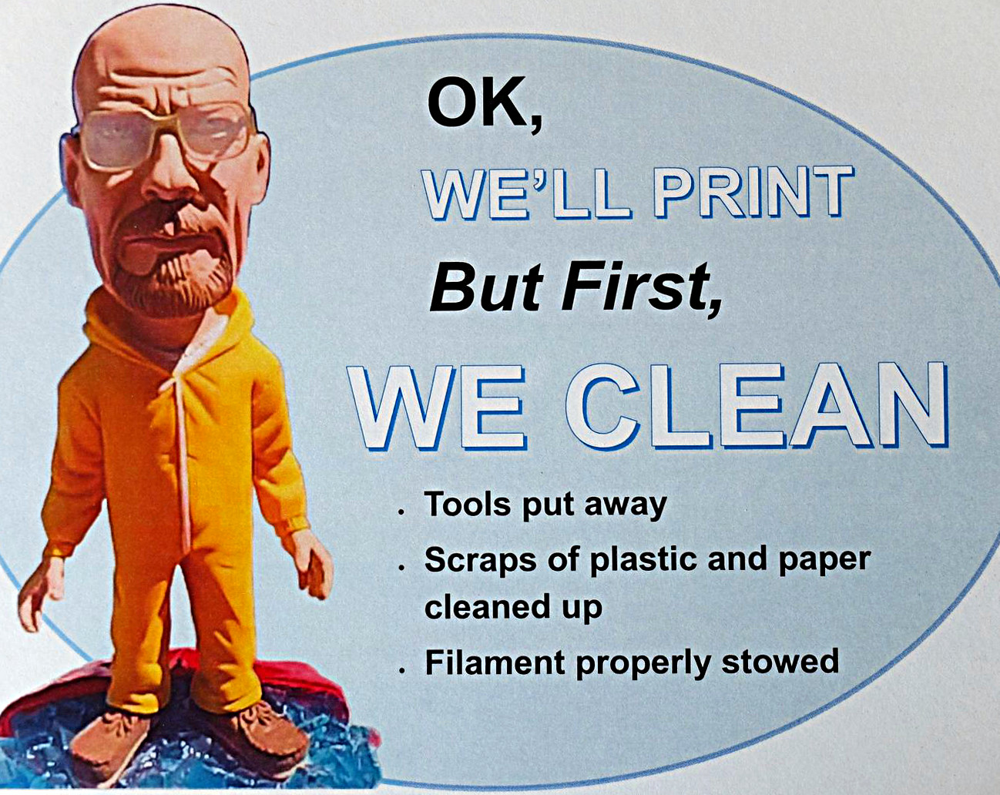 OK,
WE’LL PRINT
But First,
WE CLEAN
. Tools put away
. Scraps of plastic and paper
cleaned up
. Filament properly stowed